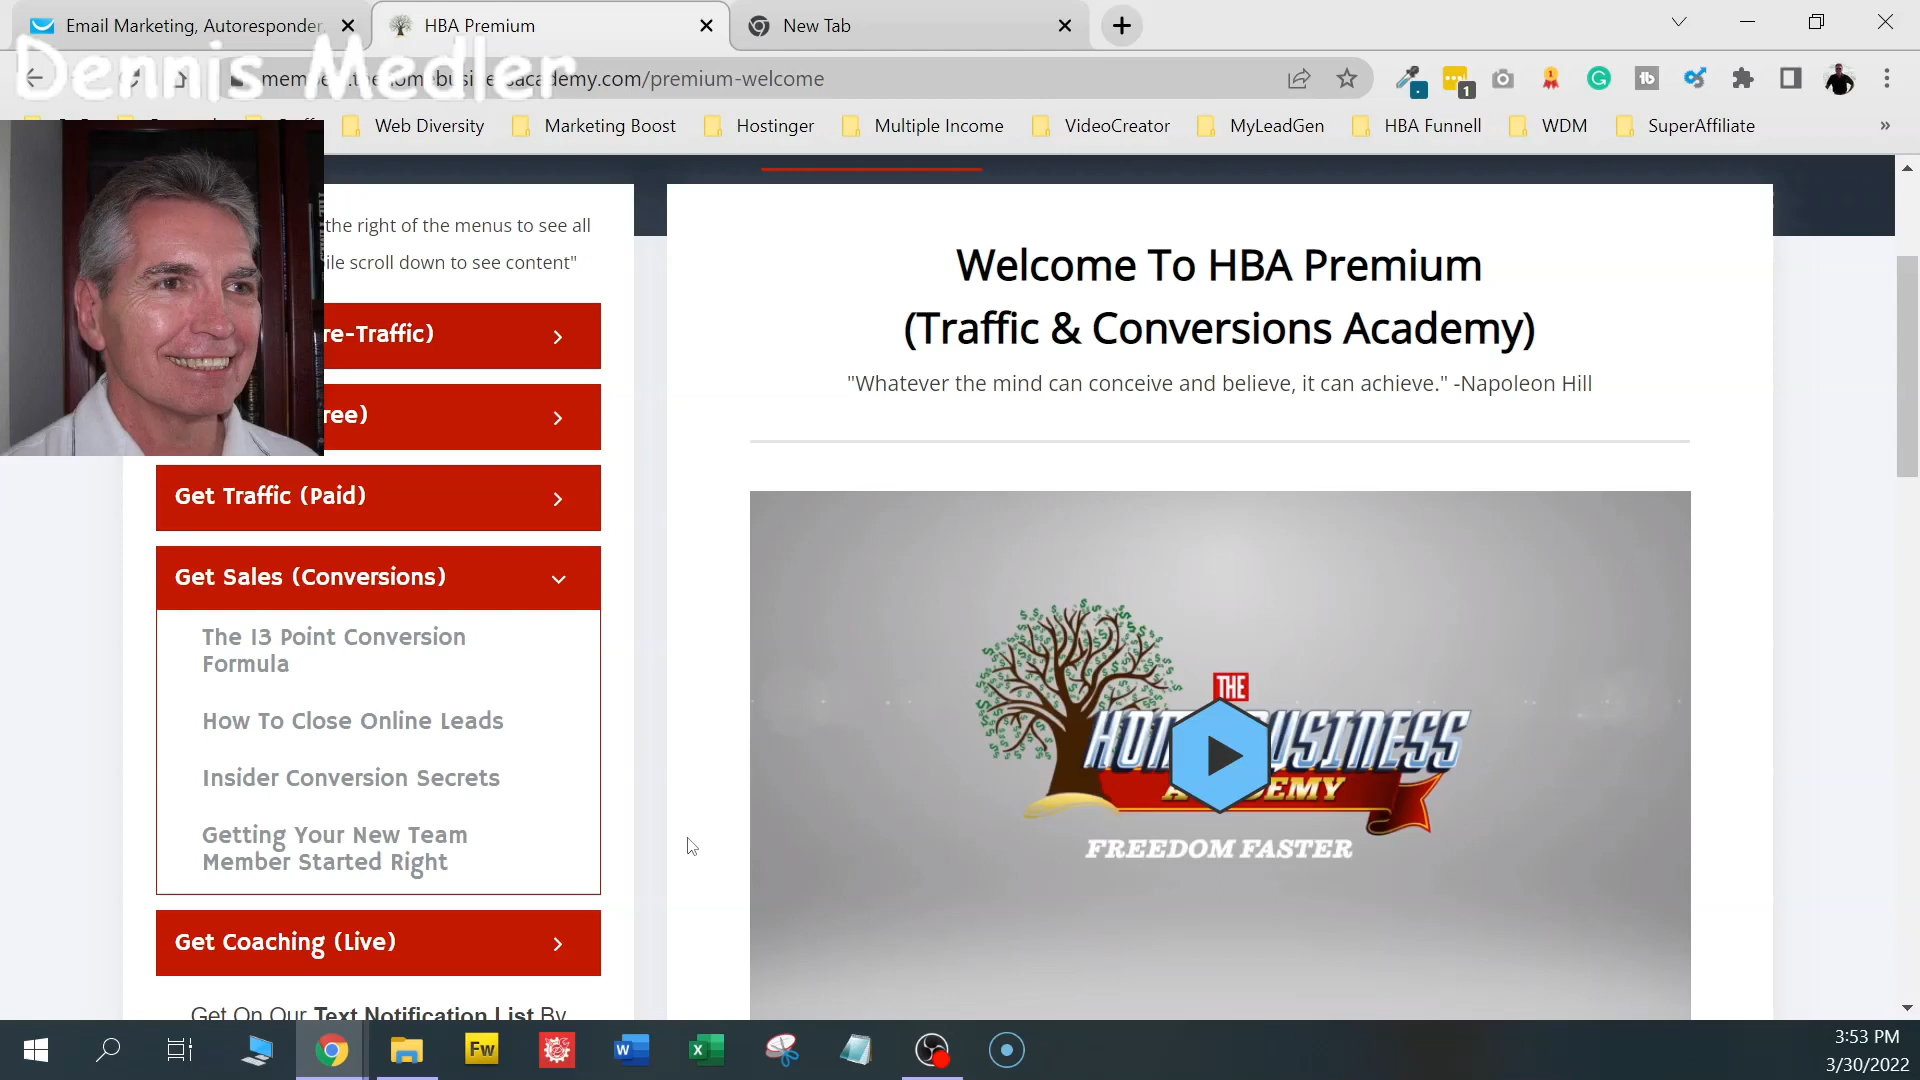 Email Marketing, Autoresponder
HBA Premium
New Tab
Dennis Medler
academy.com/premium-welcome
1
Web Diversity
Marketing Boost
Hostinger
Multiple Income
VideoCreator
MyLeadGen
HBA Funnell
WDM
SuperAffiliate
»
the right of the menus to see all
ile scroll down to see content"
re-Traffic)
ree)
Get Traffic (Paid)
Get Sales (Conversions)
The 13 Point Conversion
Formula
How To Close Online Leads
Insider Conversion Secrets
Getting Your New Team
Member Started Right
Get Coaching (Live)
Get On Our Text Notification List By
Welcome To HBA Premium
(Traffic & Conversions Academy)
"Whatever the mind can conceive and believe, it can achieve." -Napoleon Hill
THE
FREEDOM FASTER
Fw
3:53 PM
3/30/2022